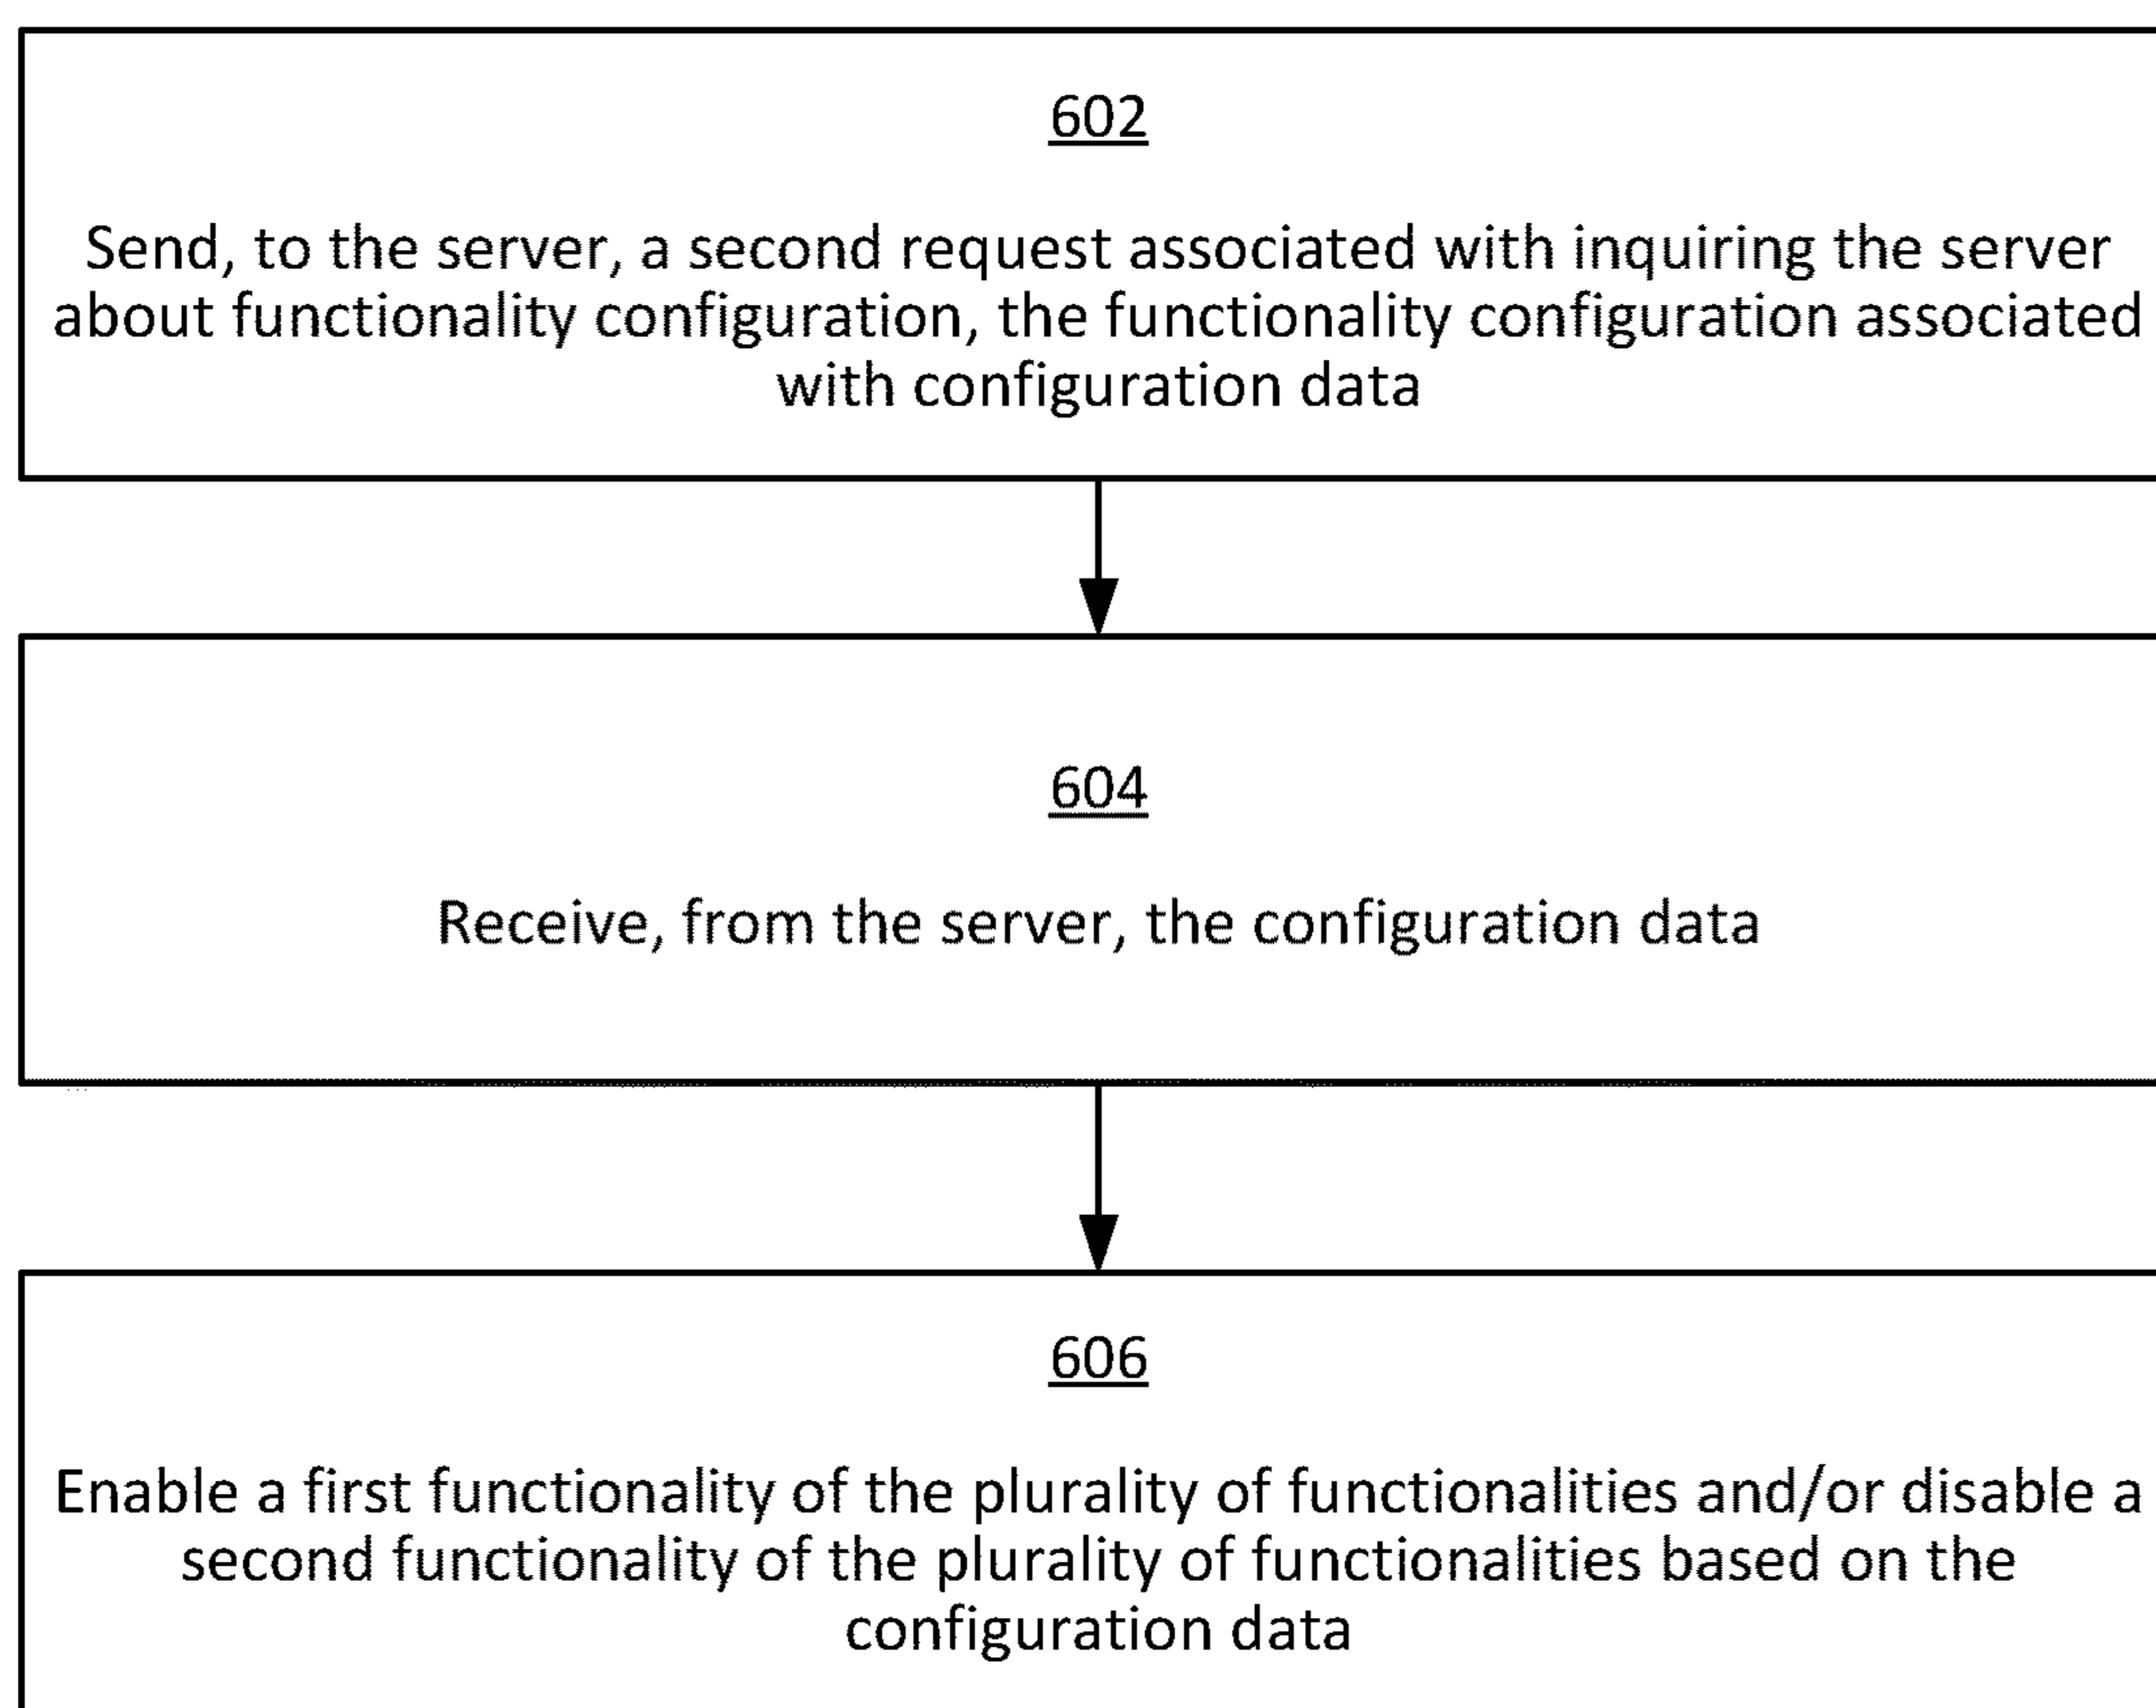 602
Send, to the server, a second request associated with inquiring the server
about functionality configuration, the functionality configuration associated
with configuration data
604
Receive, from the server, the configuration data
606
Enable a first functionality of the plurality of functionalities and/or disable a
second functionality of the plurality of functionalities based on the
configuration data